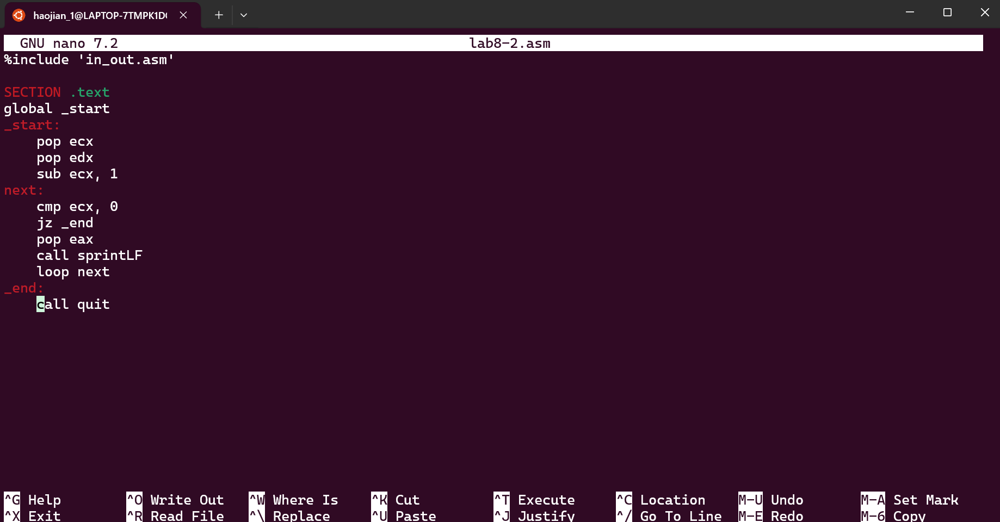 haojian_1@LAPTOP-7TMPK1D
GNU nano 7.2 lab8-2.asm
%include 'in_out.asm'
SECTION .text
global _start
_start:
    pop ecx
    pop edx
    sub ecx, 1
next:
    cmp ecx, 0
    jz _end
    pop eax
    call sprintLF
    loop next
_end:
    call quit
^G Help ^O Write Out ^W Where Is ^K Cut ^T Execute ^C Location M-U Undo M-A Set Mark
^X Exit ^R Read File ^\ Replace ^U Paste ^J Justify ^/ Go To Line M-E Redo M-6 Copy